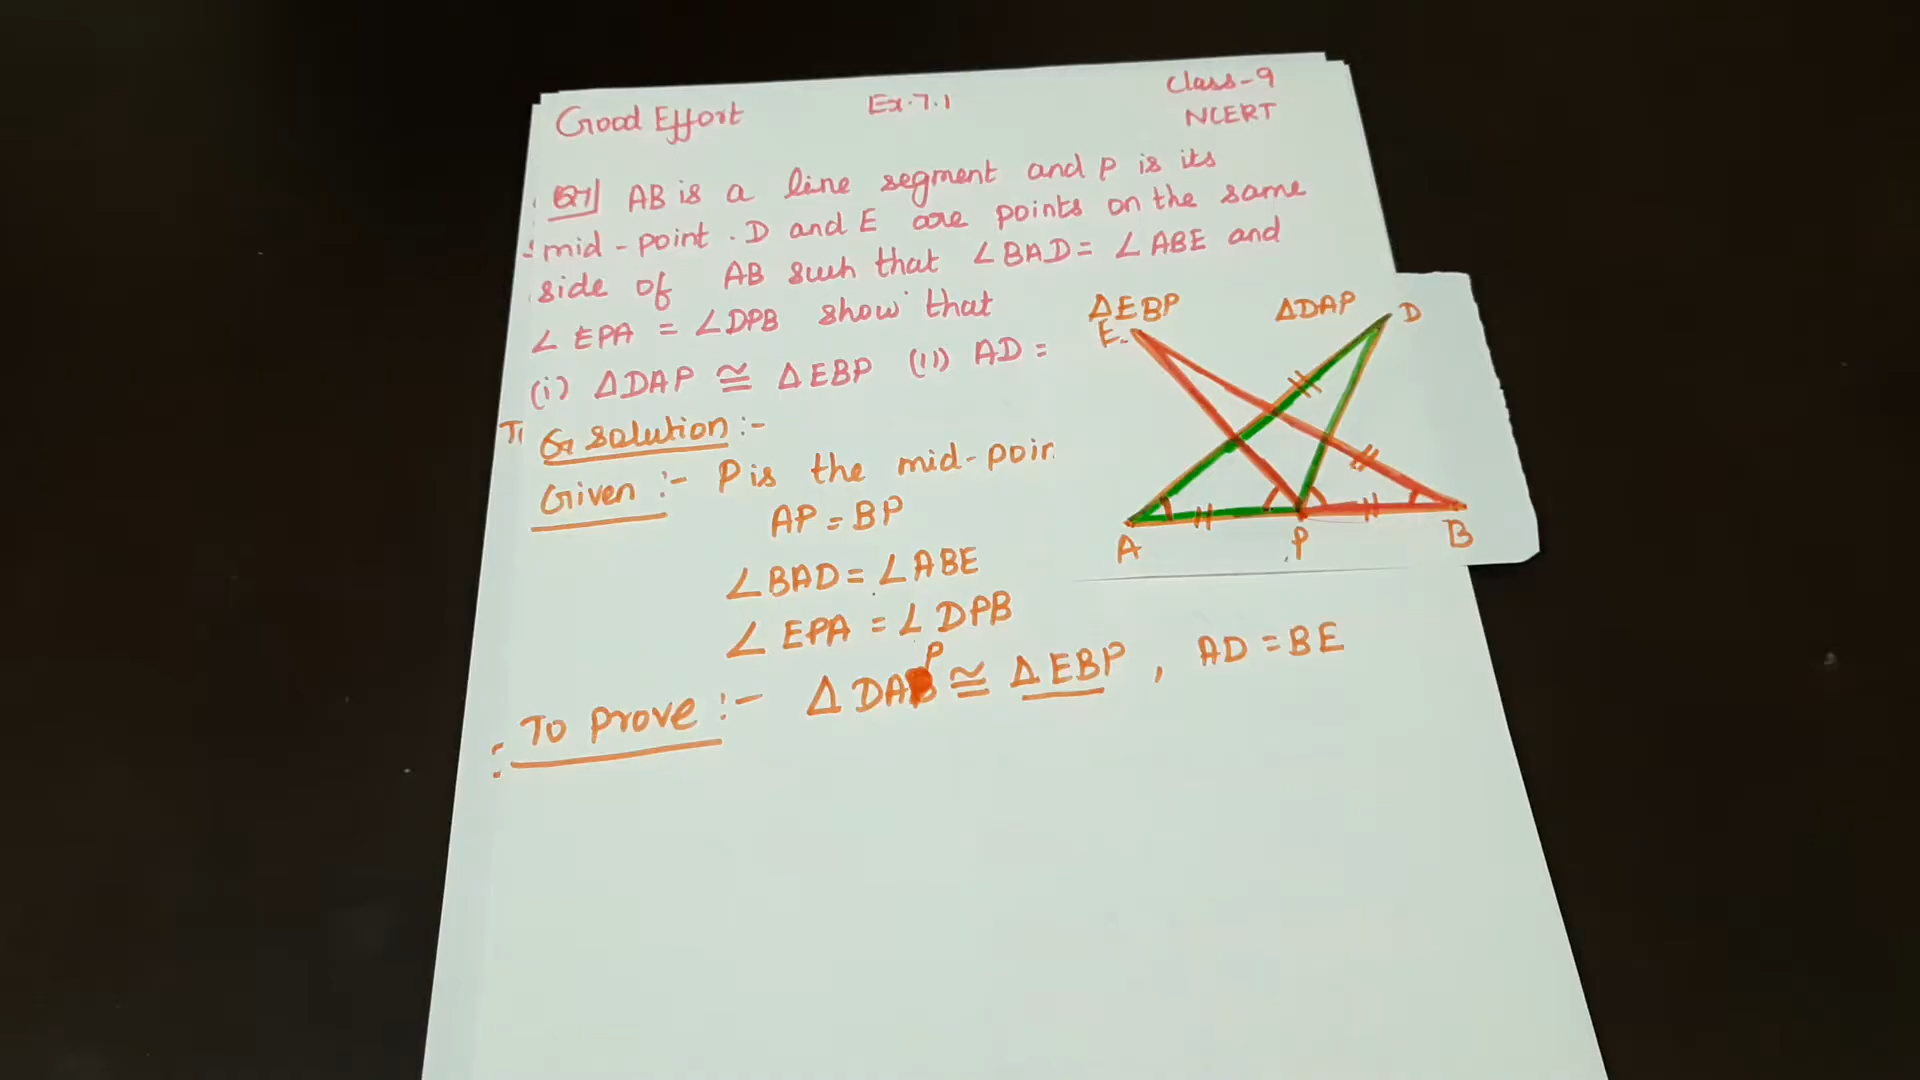 Good Effort Ex.7.1 Class-9
NCERT
Q7 AB is a line segment and P is its
mid-point. D and E are points on the same
side of AB such that ∠BAD = ∠ABE and
∠EPA = ∠DPB show that
(i) ΔDAP ≅ ΔEBP (ii) AD =
solution :-
Given :- P is the mid-poin
AP = BP
∠BAD = ∠ABE
∠EPA = ∠DPB
P
To prove :- ΔDA ≅ ΔEBP, AD = BE
ΔEBP ΔDAP D
E
A P B